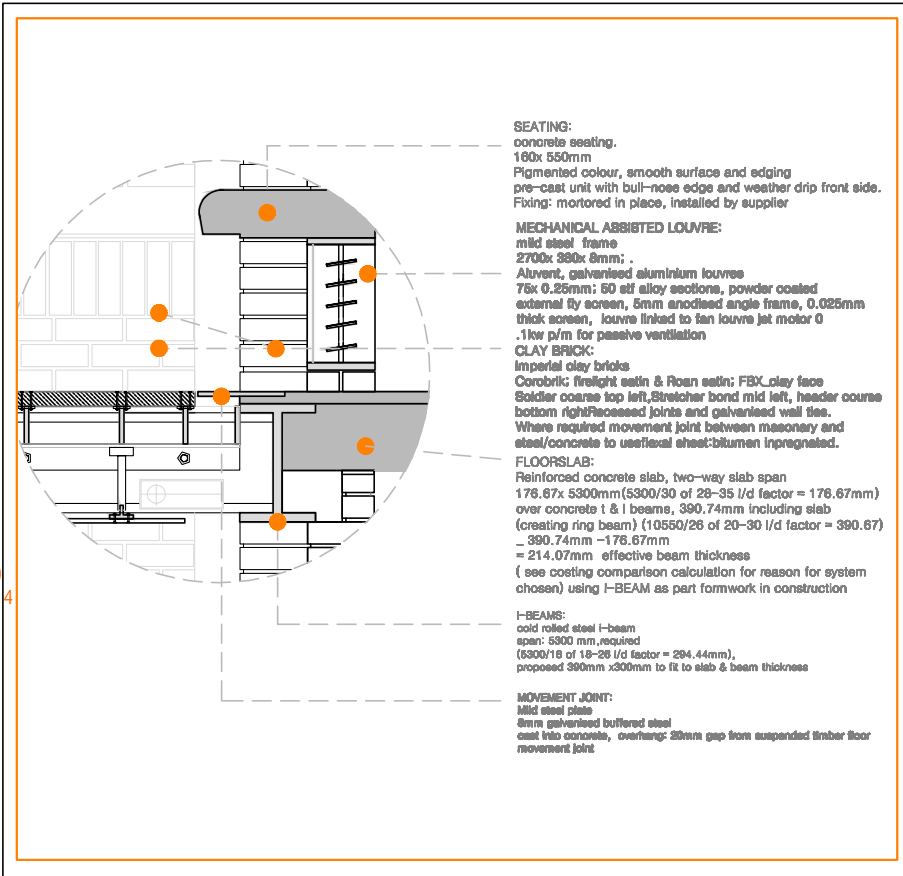 SEATING:
concrete seating.
160x 550mm
Pigmented colour, smooth surface and edging
pre-cast unit with bull-nose edge and weather drip front side.
Fixing: mortored in place, installed by supplier
MECHANICAL ASSISTED LOUVRE:
mild steel frame
2700x 380x 8mm; .
Aluvent, galvanised aluminium louvres
75x 0.25mm; 50 stf alloy sections, powder coated
external fly screen, 5mm anodised angle frame, 0.025mm
thick screen, louvre linked to fan louvre jet motor 0
.1kw p/m for passive ventilation
CLAY BRICK:
Imperial clay bricks
Corobrik; firelight satin & Roan satin; FBX_clay face
Soldier coarse top left,Stretcher bond mid left, header course
bottom rightRecessed joints and galvanised wall ties.
Where required movement joint between masonery and
steel/concrete to useflexal sheet:bitumen inpregnated.
FLOORSLAB:
Reinforced concrete slab, two-way slab span
176.67x 5300mm(5300/30 of 28-35 l/d factor = 176.67mm)
over concrete t & l beams, 390.74mm including slab
(creating ring beam) (10550/26 of 20-30 l/d factor = 390.67)
_ 390.74mm -176.67mm
= 214.07mm effective beam thickness
( see costing comparison calculation for reason for system
chosen) using I-BEAM as part formwork in construction
I-BEAMS:
cold rolled steel i-beam
span: 5300 mm,required
(5300/18 of 18-26 l/d factor = 294.44mm),
proposed 390mm x300mm to fit to slab & beam thickness
MOVEMENT JOINT:
Mild steel plate
8mm galvanised buffered steel
cast into concrete, overhang: 20mm gap from suspended timber floor
movement joint
4